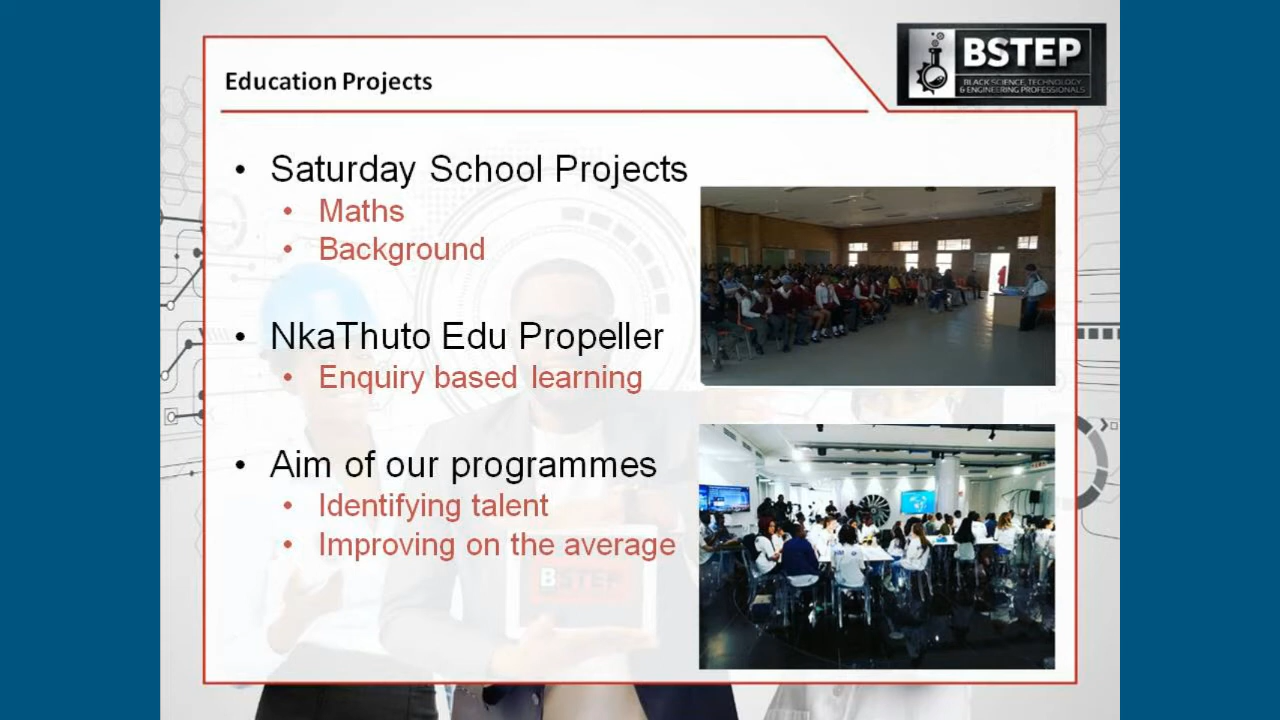 Education Projects
BSTEP
BLACK SCIENCE, TECHNOLOGY
& ENGINEERING PROFESSIONALS
• Saturday School Projects
• Maths
• Background
• NkaThuto Edu Propeller
• Enquiry based learning
• Aim of our programmes
• Identifying talent
• Improving on the average
BSTEP